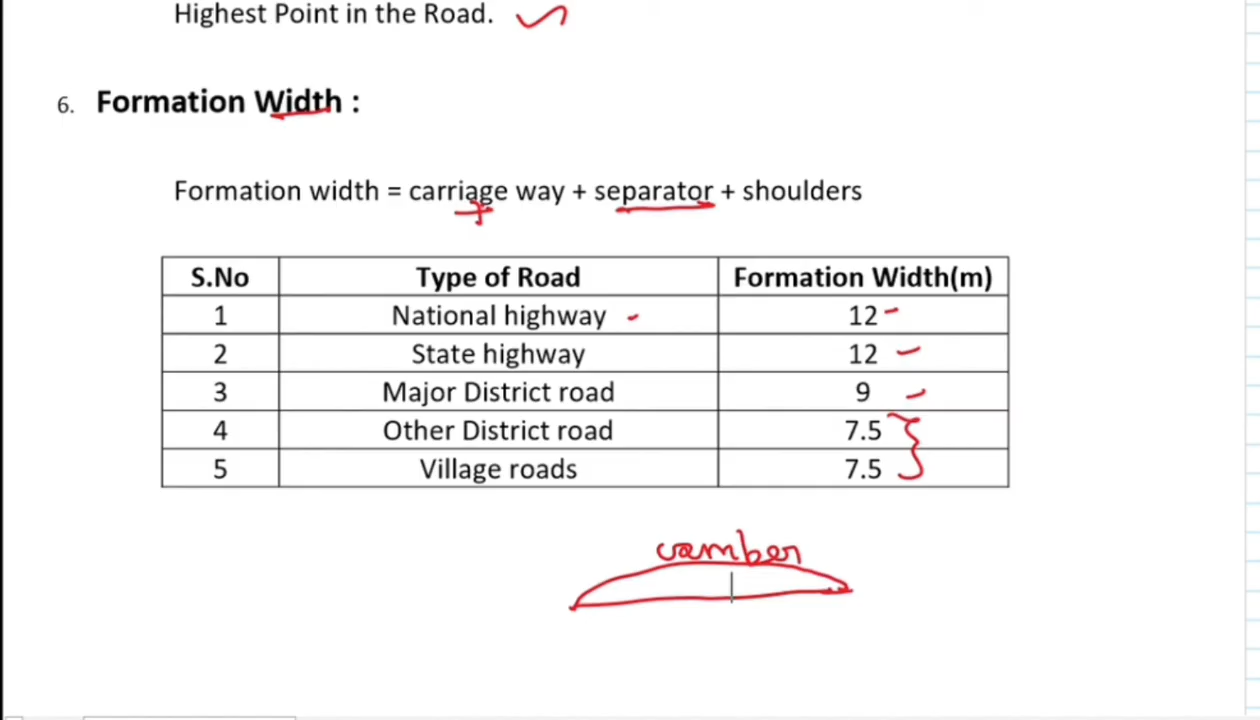 Highest Point in the Road.
6. Formation Width :
Formation width = carriage way + separator + shoulders
S.No Type of Road Formation Width(m)
1 National highway 12
2 State highway 12
3 Major District road 9
4 Other District road 7.5
5 Village roads 7.5
camber